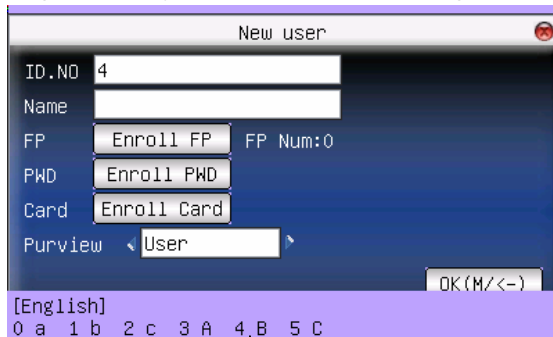 New user
ID.NO 4
Name
FP Enroll FP FP Num:0
PWD Enroll PWD
Card Enroll Card
Purview User
OK(M/<-)
[English]
0 a 1 b 2 c 3 A 4.B 5 C